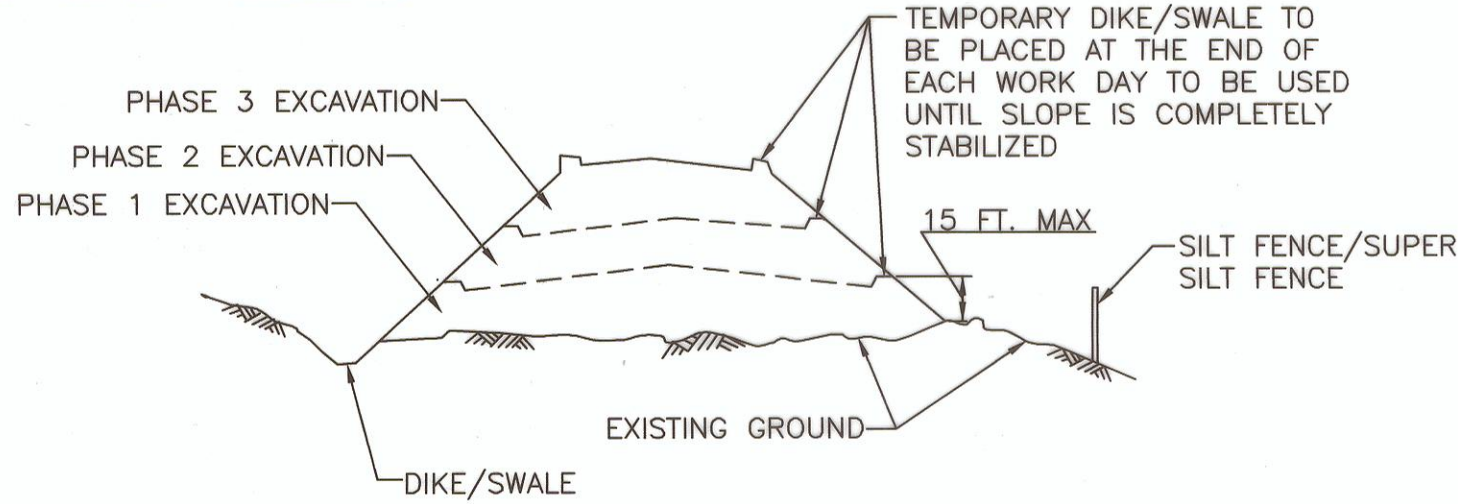 TEMPORARY DIKE/SWALE TO
BE PLACED AT THE END OF
EACH WORK DAY TO BE USED
UNTIL SLOPE IS COMPLETELY
STABILIZED
PHASE 3 EXCAVATION
PHASE 2 EXCAVATION
PHASE 1 EXCAVATION
15 FT. MAX
SILT FENCE/SUPER
SILT FENCE
EXISTING GROUND
DIKE/SWALE